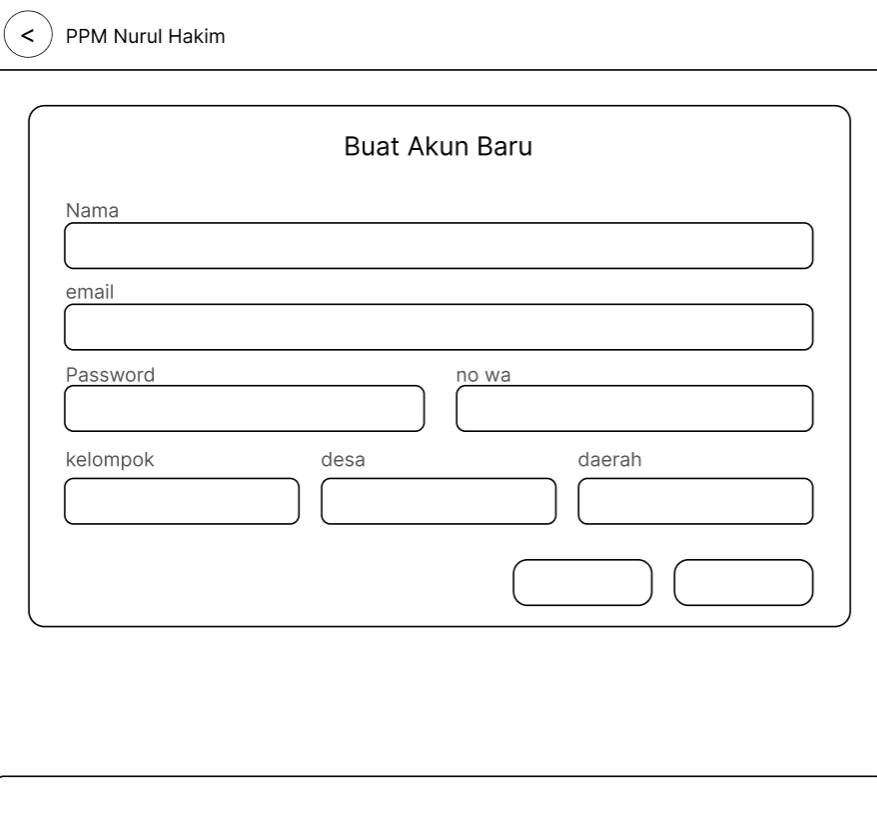 < PPM Nurul Hakim
Buat Akun Baru
Nama
email
Password no wa
kelompok desa daerah